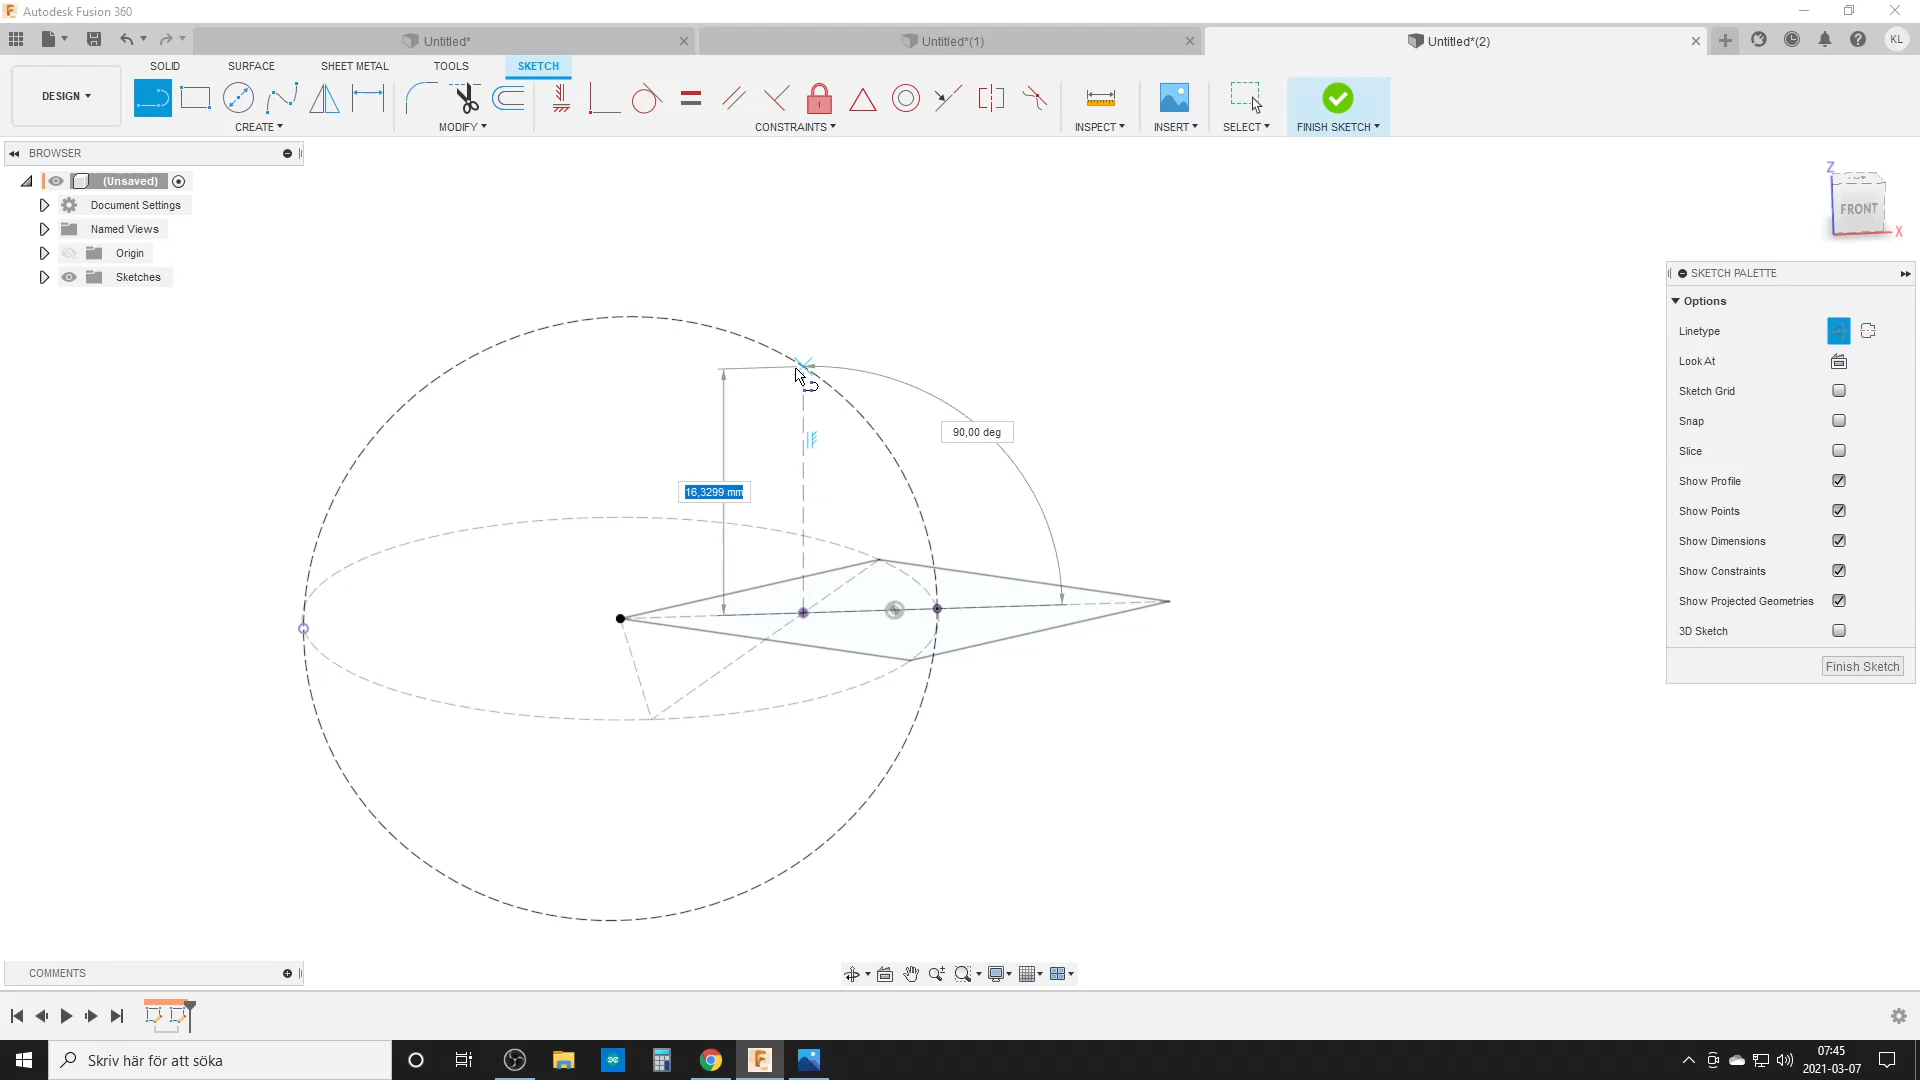 Autodesk Fusion 360
Untitled*
Untitled*(1)
Untitled*(2)
KL
DESIGN
SOLID
SURFACE
SHEET METAL
TOOLS
SKETCH
CREATE
MODIFY
CONSTRAINTS
INSPECT
INSERT
SELECT
FINISH SKETCH
BROWSER
(Unsaved)
Document Settings
Named Views
Origin
Sketches
Z
TOP
FRONT
X
SKETCH PALETTE
Options
Linetype
Look At
Sketch Grid
Snap
Slice
Show Profile
Show Points
Show Dimensions
Show Constraints
Show Projected Geometries
3D Sketch
Finish Sketch
90,00 deg
16,3299 mm
COMMENTS
Skriv här för att söka
07:45
2021-03-07